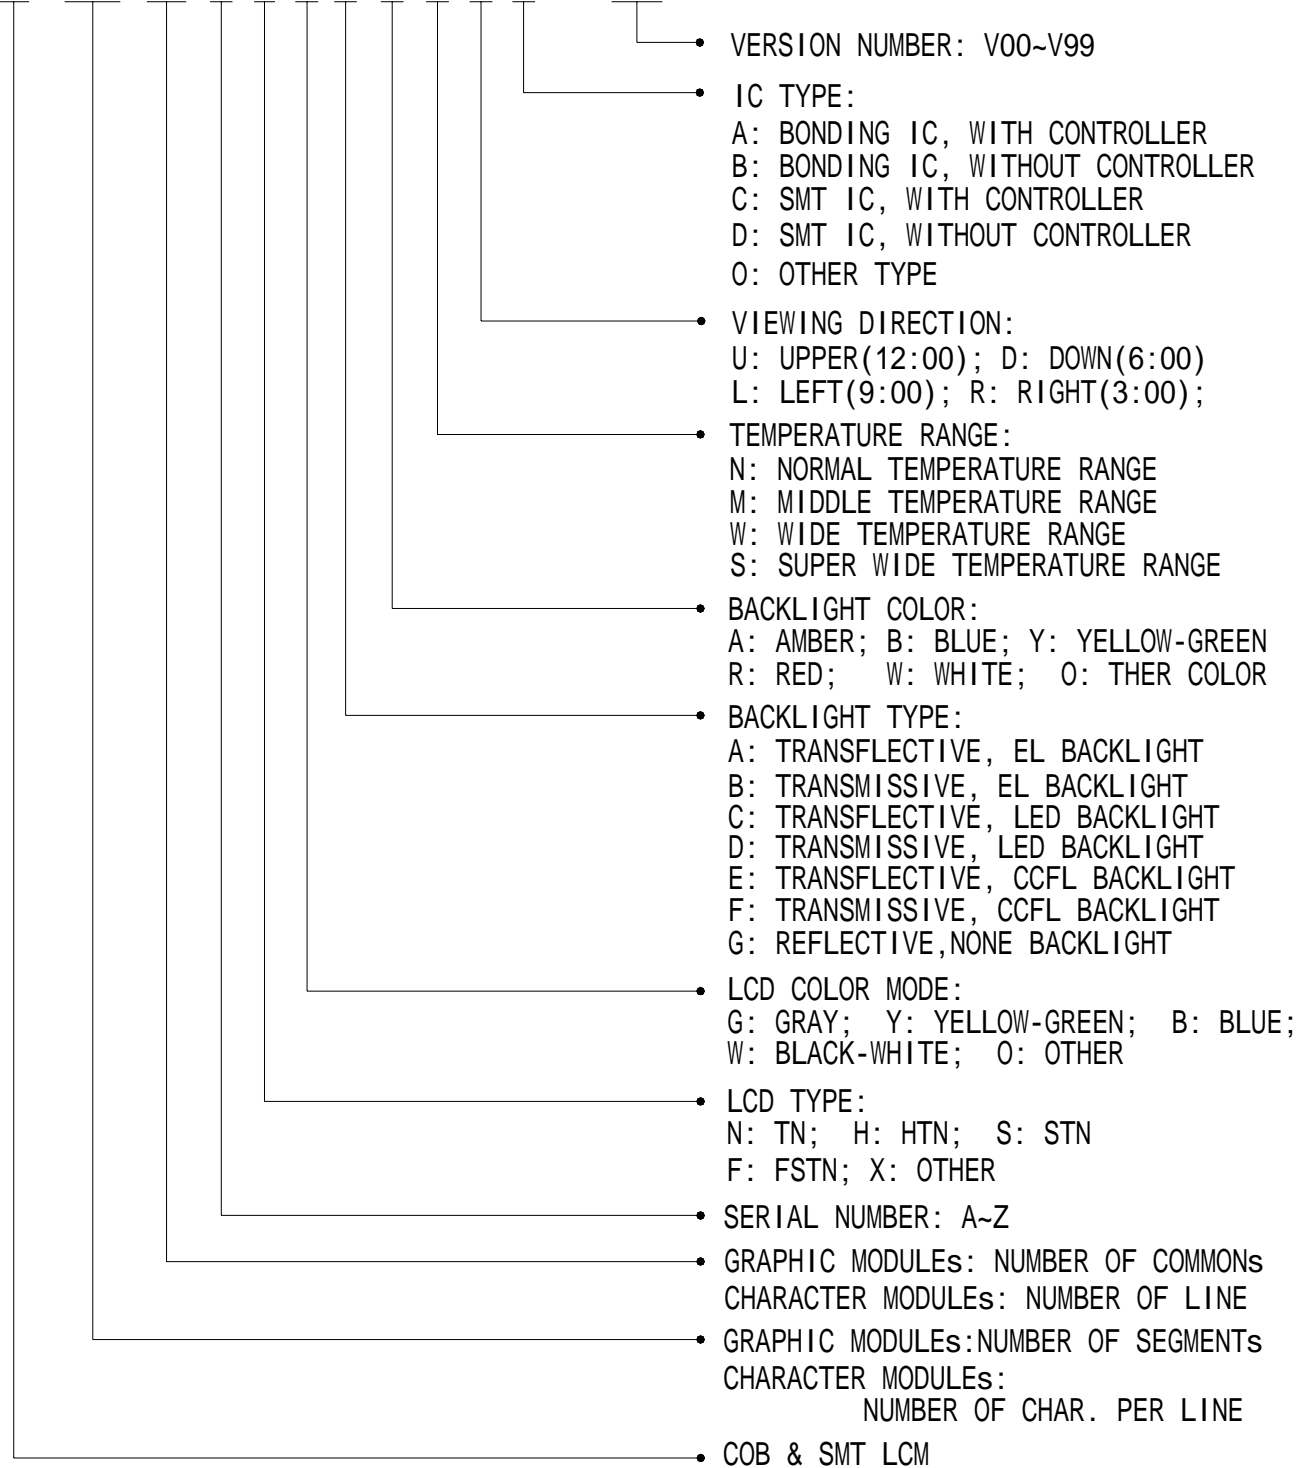 VERSION NUMBER: V00~V99
IC TYPE:
A: BONDING IC, WITH CONTROLLER
B: BONDING IC, WITHOUT CONTROLLER
C: SMT IC, WITH CONTROLLER
D: SMT IC, WITHOUT CONTROLLER
O: OTHER TYPE
VIEWING DIRECTION:
U: UPPER(12:00); D: DOWN(6:00)
L: LEFT(9:00); R: RIGHT(3:00);
TEMPERATURE RANGE:
N: NORMAL TEMPERATURE RANGE
M: MIDDLE TEMPERATURE RANGE
W: WIDE TEMPERATURE RANGE
S: SUPER WIDE TEMPERATURE RANGE
BACKLIGHT COLOR:
A: AMBER; B: BLUE; Y: YELLOW-GREEN
R: RED; W: WHITE; O: THER COLOR
BACKLIGHT TYPE:
A: TRANSFLECTIVE, EL BACKLIGHT
B: TRANSMISSIVE, EL BACKLIGHT
C: TRANSFLECTIVE, LED BACKLIGHT
D: TRANSMISSIVE, LED BACKLIGHT
E: TRANSFLECTIVE, CCFL BACKLIGHT
F: TRANSMISSIVE, CCFL BACKLIGHT
G: REFLECTIVE,NONE BACKLIGHT
LCD COLOR MODE:
G: GRAY; Y: YELLOW-GREEN; B: BLUE;
W: BLACK-WHITE; O: OTHER
LCD TYPE:
N: TN; H: HTN; S: STN
F: FSTN; X: OTHER
SERIAL NUMBER: A~Z
GRAPHIC MODULEs: NUMBER OF COMMONs
CHARACTER MODULEs: NUMBER OF LINE
GRAPHIC MODULEs:NUMBER OF SEGMENTs
CHARACTER MODULEs:
NUMBER OF CHAR. PER LINE
COB & SMT LCM